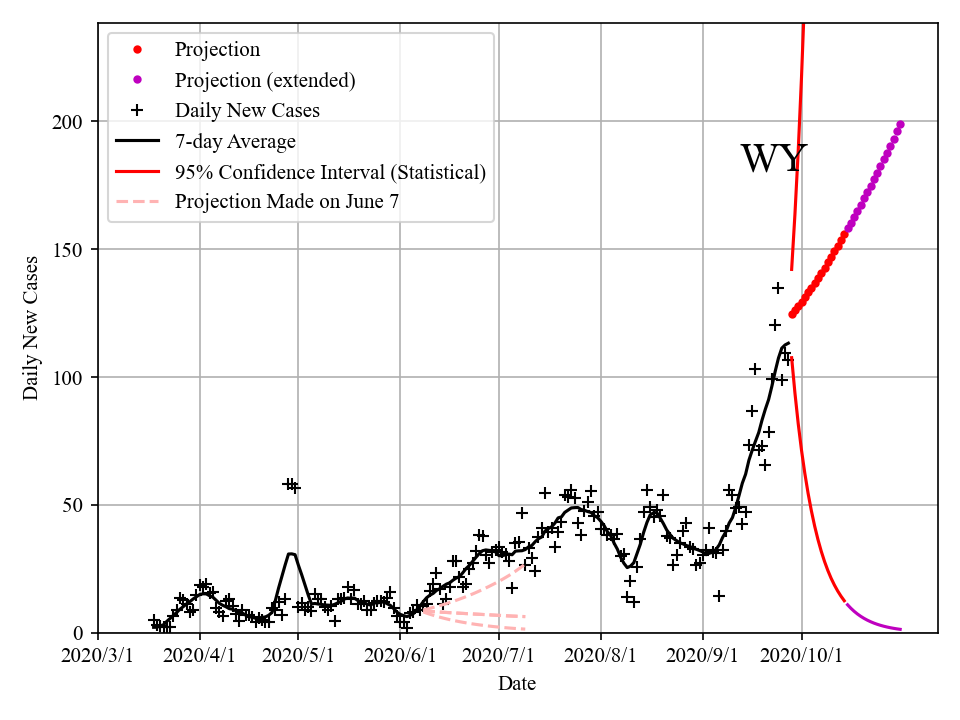 Projection
Projection (extended)
Daily New Cases
7-day Average
95% Confidence Interval (Statistical)
Projection Made on June 7
WY
200
150
100
50
0
Daily New Cases
2020/3/1 2020/4/1 2020/5/1 2020/6/1 2020/7/1 2020/8/1 2020/9/1 2020/10/1
Date